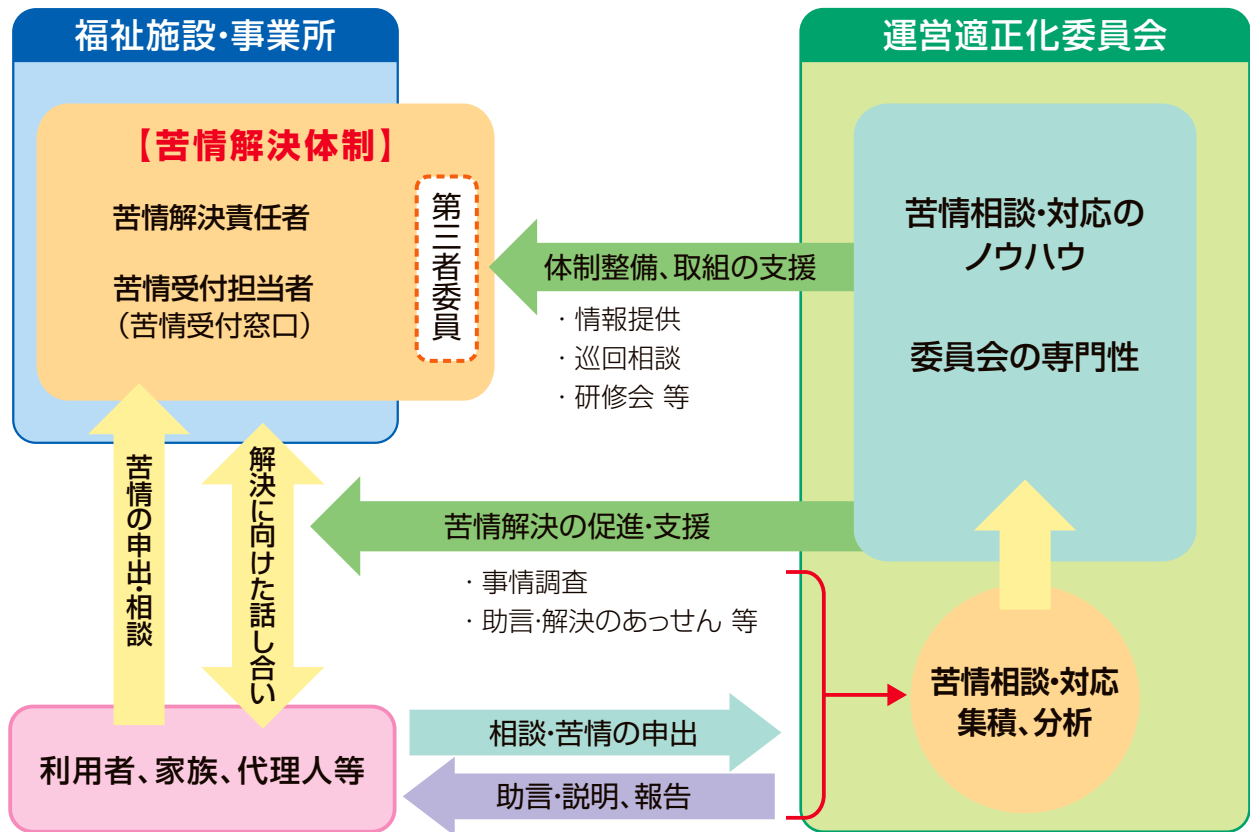 福祉施設・事業所
【苦情解決体制】
苦情解決責任者
苦情受付担当者
（苦情受付窓口）
第三者委員
運営適正化委員会
苦情相談・対応の
ノウハウ
委員会の専門性
体制整備、取組の支援
・情報提供
・巡回相談
・研修会 等
苦情の申出・相談
解決に向けた話し合い
苦情解決の促進・支援
・事情調査
・助言・解決のあっせん 等
苦情相談・対応
集積、分析
利用者、家族、代理人等
相談・苦情の申出
助言・説明、報告